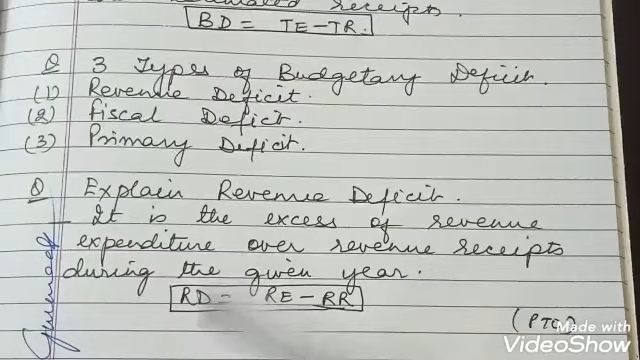 receipts.
BD = TE-TR.
Q 3 Types of Budgetary Deficit.
(1) Revenue Deficit.
(2) Fiscal Deficit.
(3) Primary Deficit.
Q Explain Revenue Deficit.
It is the excess of revenue
expenditure over revenue receipts
during the given year.
RD = RE - RR
(PTO)
Made with
VideoShow